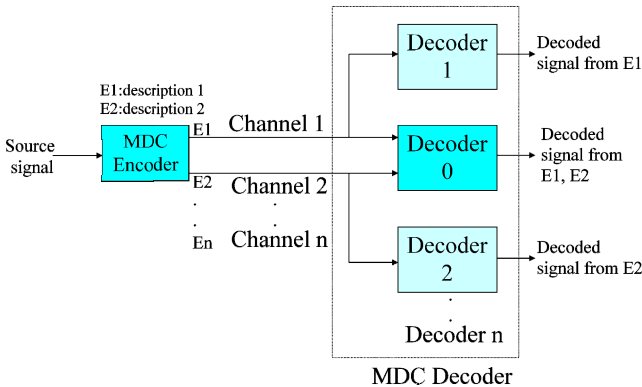 E1:description 1
E2:description 2
Source
signal
MDC
Encoder
E1
Channel 1
E2
Channel 2
.
.
.
.
En
Channel n
Decoder
1
Decoded
signal from E1
Decoder
0
Decoded
signal from
E1, E2
Decoder
2
Decoded
signal from E2
.
.
Decoder n
MDC Decoder